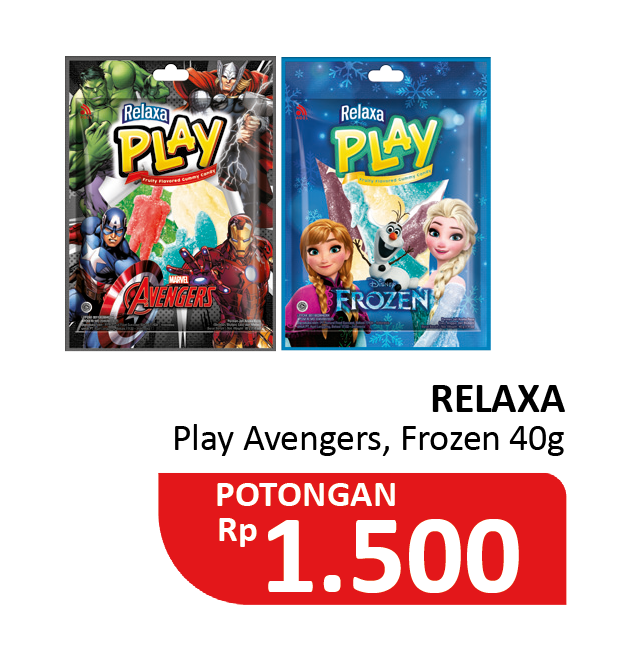 Relaxa
PLAY
Fruity Flavored Gummy Candy
MARVEL
AVENGERS
Relaxa
PLAY
Fruity Flavored Gummy Candy
DISNEY
FROZEN
RELAXA
Play Avengers, Frozen 40g
POTONGAN
Rp 1.500